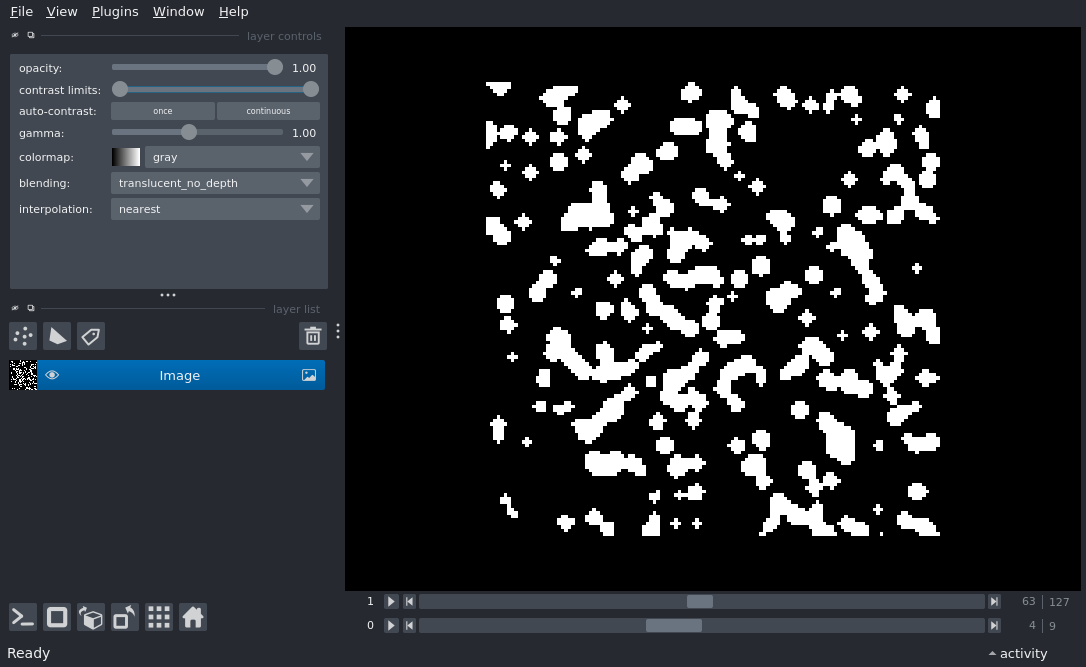 File View Plugins Window Help
layer controls
opacity: 1.00
contrast limits:
auto-contrast: once continuous
gamma: 1.00
colormap: gray
blending: translucent_no_depth
interpolation: nearest
layer list
Image
1 63 127
0 4 9
Ready activity